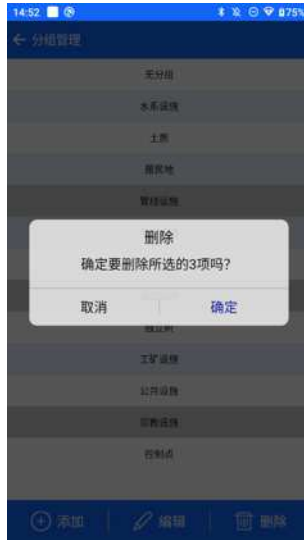 14:52 75%
← 分组管理
无分组
水系设施
土质
居民地
管线设施
删除
确定要删除所选的3项吗?
取消 确定
独立树
工矿设施
公共设施
宗教设施
控制点
添加 编辑 删除